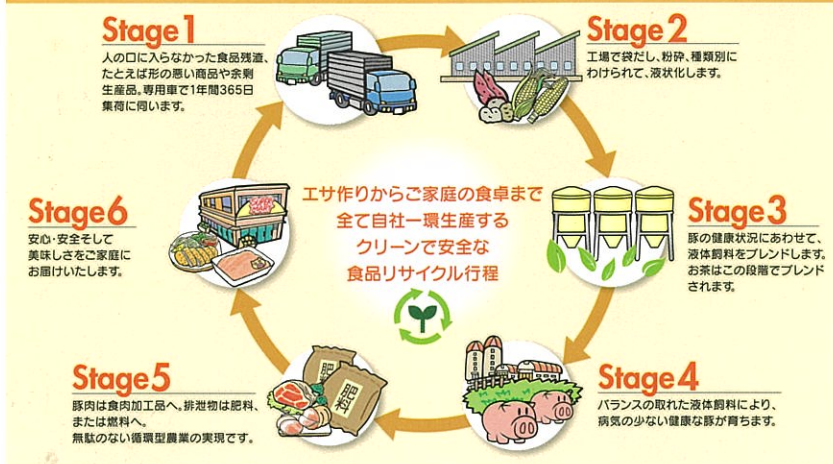 Stage1
人の口に入らなかった食品残渣、
たとえば形の悪い商品や余剰
生産品。専用車で1年間365日
集荷に伺います。
Stage2
工場で袋だし、粉砕、種類別に
わけられて、液状化します。
Stage3
豚の健康状況にあわせて、
液体飼料をブレンドします。
お茶はこの段階でブレンド
されます。
Stage4
バランスの取れた液体飼料により、
病気の少ない健康な豚が育ちます。
Stage5
豚肉は食肉加工品へ。排泄物は肥料、
または燃料へ。
無駄のない循環型農業の実現です。
肥料
肥料
Stage6
安心・安全そして
美味しさをご家庭に
お届けいたします。
エサ作りからご家庭の食卓まで
全て自社一環生産する
クリーンで安全な
食品リサイクル行程